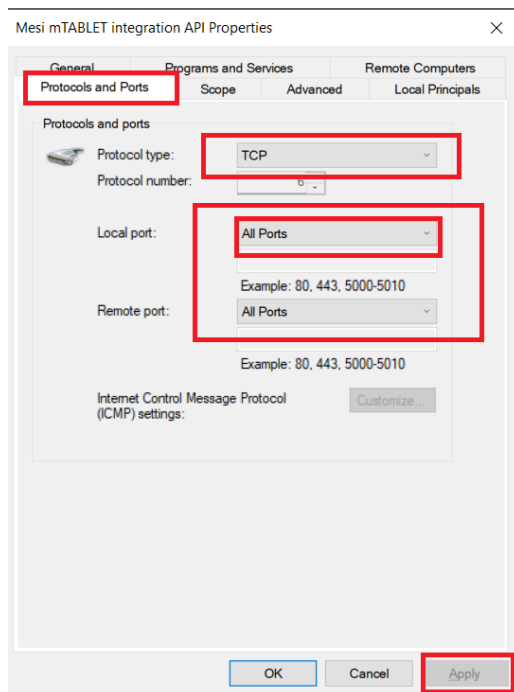 Mesi mTABLET integration API Properties
General Programs and Services Remote Computers
Protocols and Ports Scope Advanced Local Principals
Protocols and ports
Protocol type: TCP
Protocol number: 6
Local port: All Ports
Example: 80, 443, 5000-5010
Remote port: All Ports
Example: 80, 443, 5000-5010
Internet Control Message Protocol
(ICMP) settings: Customize...
OK Cancel Apply